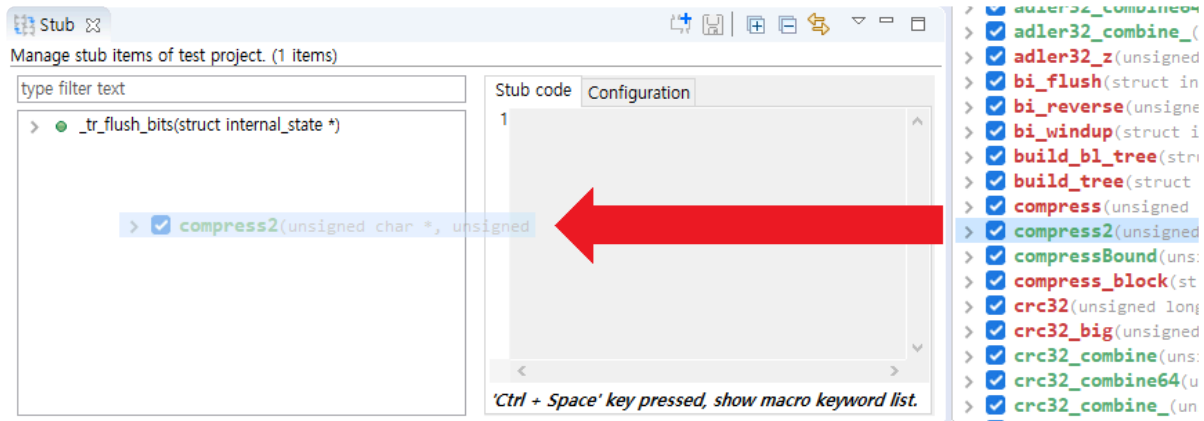 Stub
Manage stub items of test project. (1 items)
type filter text
_tr_flush_bits(struct internal_state *)
compress2(unsigned char *, unsigned
Stub code
Configuration
1
'Ctrl + Space' key pressed, show macro keyword list.
adler32_combine64
adler32_combine_(
adler32_z(unsigned
bi_flush(struct in
bi_reverse(unsigne
bi_windup(struct i
build_bl_tree(stru
build_tree(struct
compress(unsigned
compress2(unsigned
compressBound(uns
compress_block(st
crc32(unsigned long
crc32_big(unsigned
crc32_combine(uns
crc32_combine64(u
crc32_combine_(un